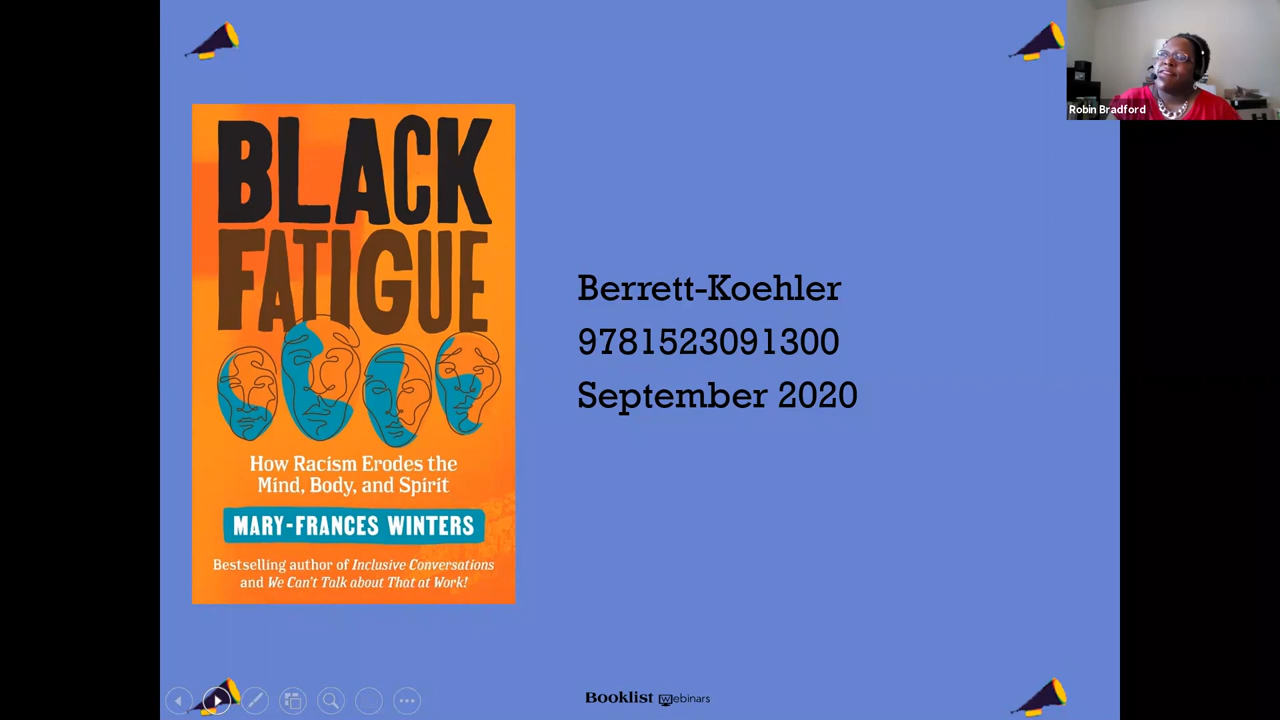 Robin Bradford
BLACK
FATIGUE
How Racism Erodes the
Mind, Body, and Spirit
MARY-FRANCES WINTERS
Bestselling author of Inclusive Conversations
and We Can't Talk about That at Work!
Berrett-Koehler
9781523091300
September 2020
Booklist Webinars